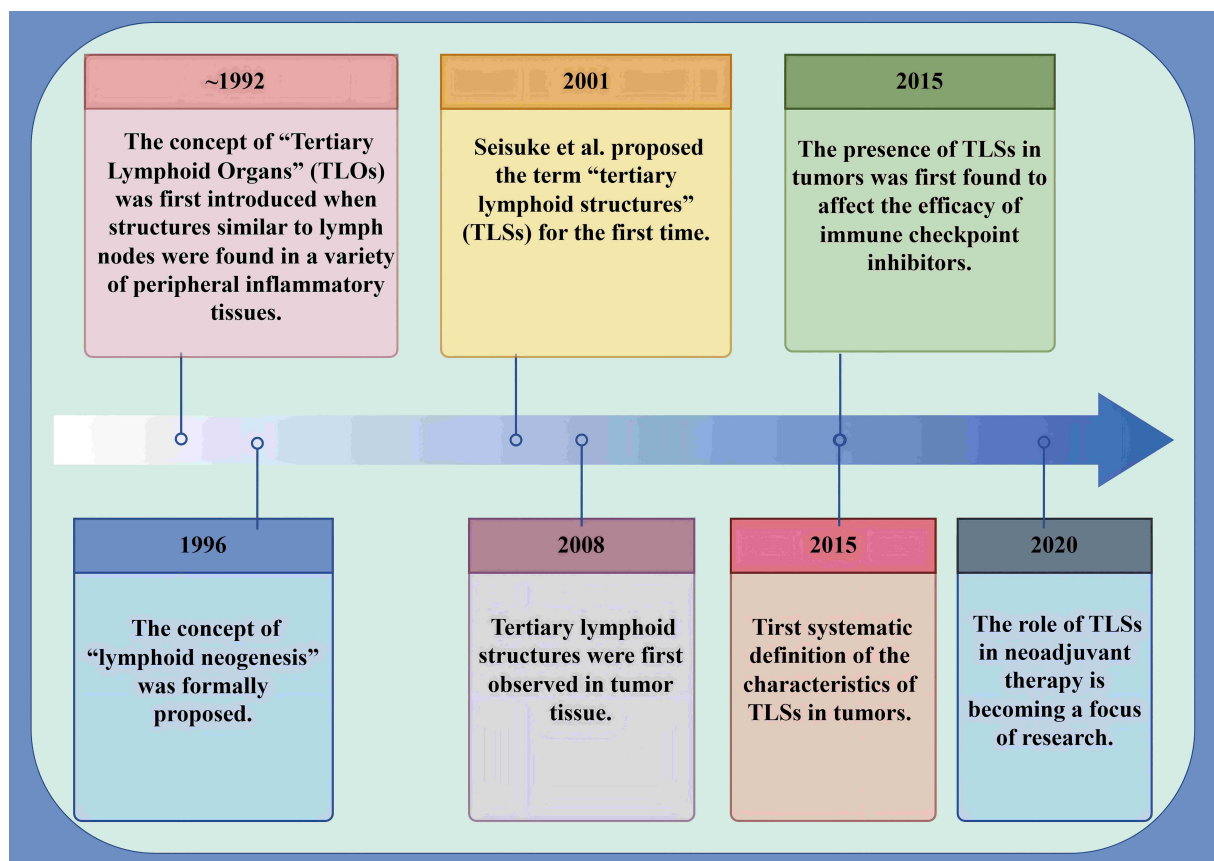 ~1992
The concept of “Tertiary
Lymphoid Organs” (TLOs)
was first introduced when
structures similar to lymph
nodes were found in a variety
of peripheral inflammatory
tissues.
2001
Seisuke et al. proposed
the term “tertiary
lymphoid structures”
(TLSs) for the first time.
2015
The presence of TLSs in
tumors was first found to
affect the efficacy of
immune checkpoint
inhibitors.
1996
The concept of
“lymphoid neogenesis”
was formally
proposed.
2008
Tertiary lymphoid
structures were first
observed in tumor
tissue.
2015
Tirst systematic
definition of the
characteristics of
TLSs in tumors.
2020
The role of TLSs
in neoadjuvant
therapy is
becoming a focus
of research.